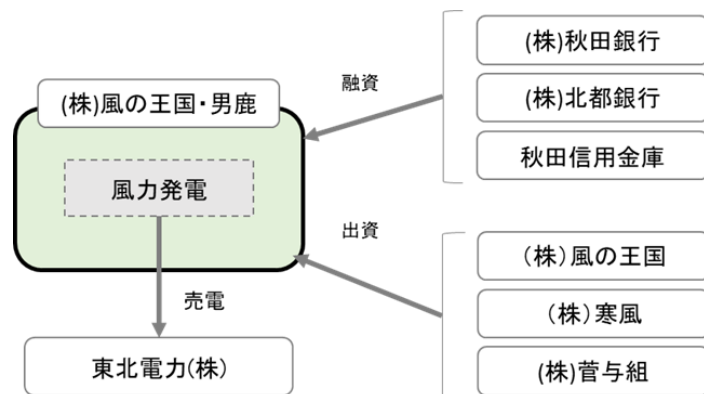 (株)風の王国・男鹿
風力発電
売電
東北電力(株)
融資
(株)秋田銀行
(株)北都銀行
秋田信用金庫
出資
（株）風の王国
（株）寒風
(株)菅与組